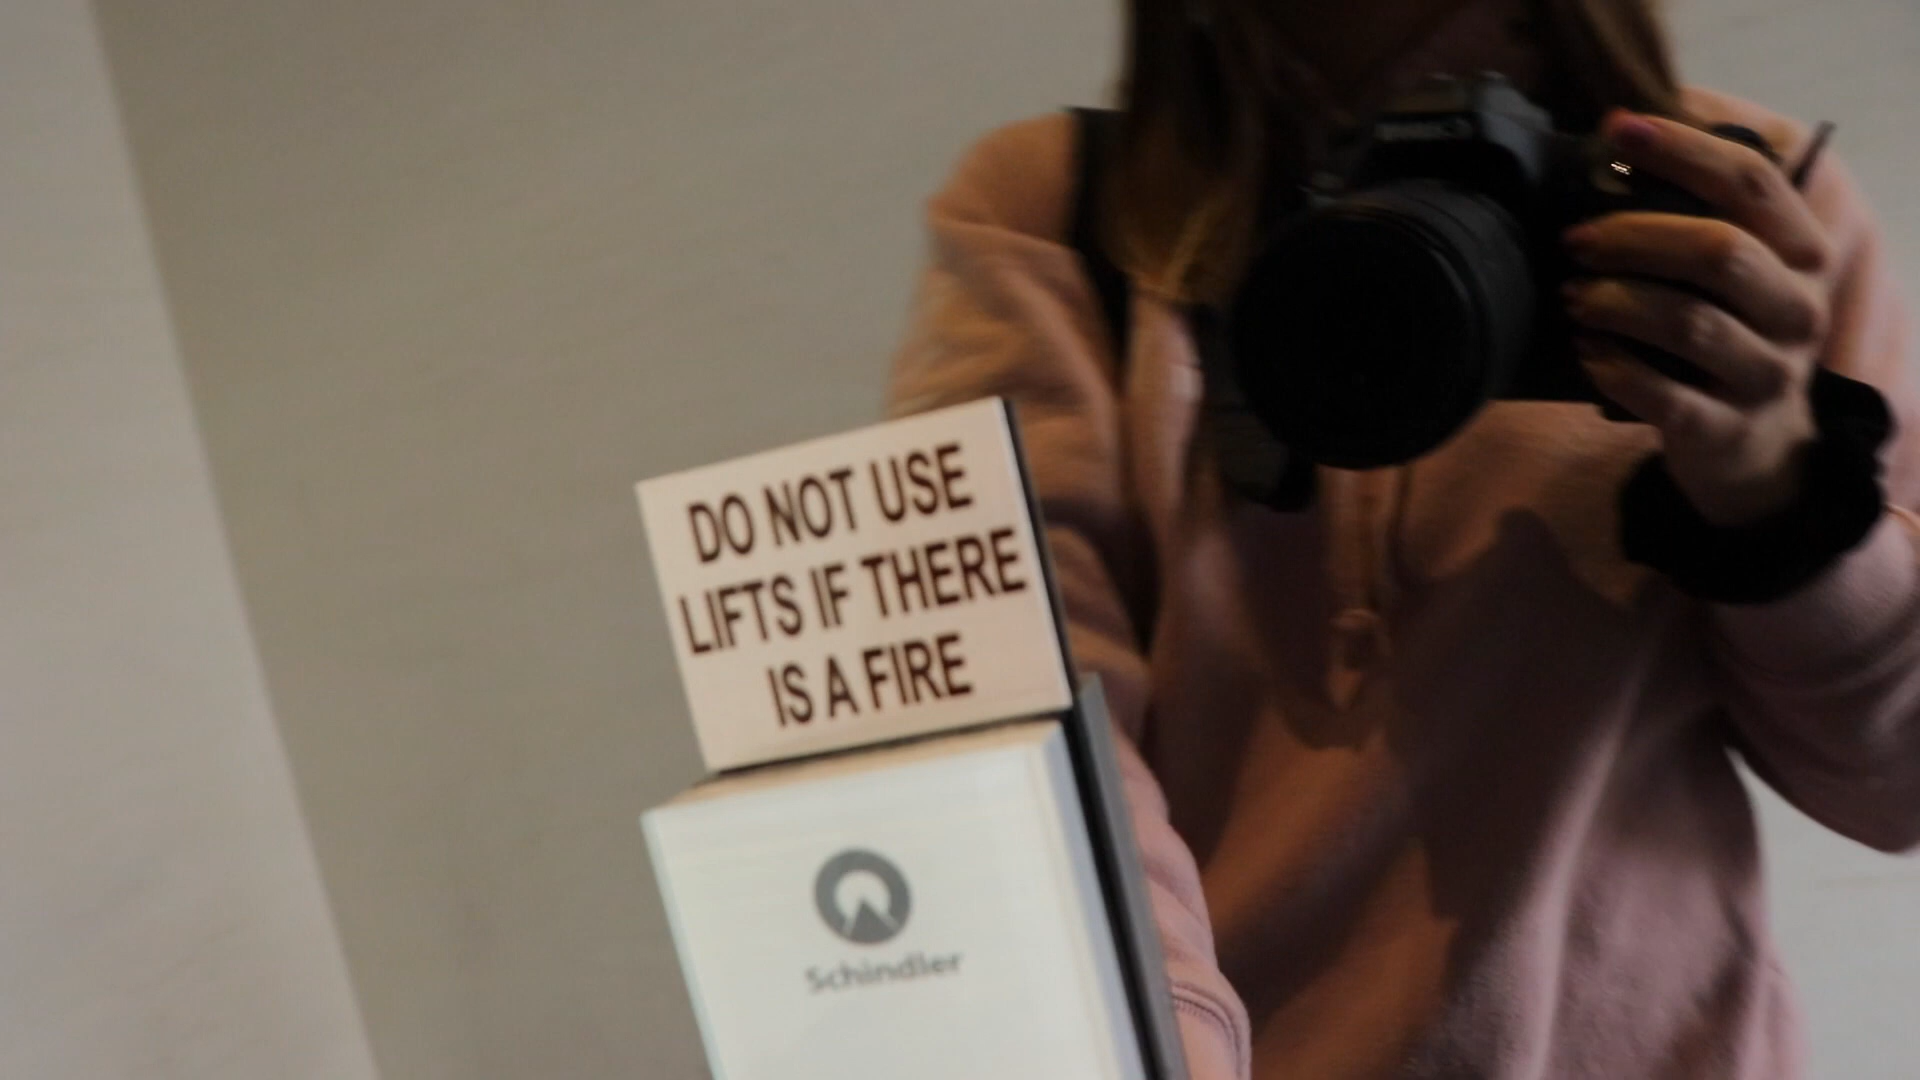 DO NOT USE
LIFTS IF THERE
IS A FIRE
Schindler